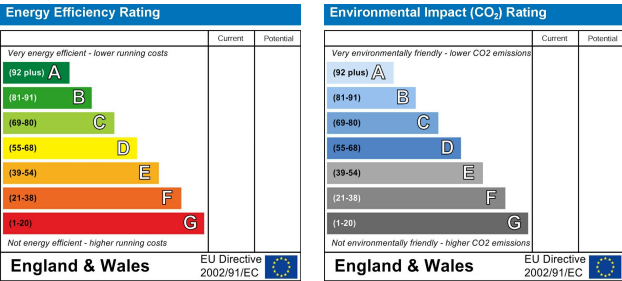 Energy Efficiency Rating
Current Potential
Very energy efficient - lower running costs
(92 plus) A
(81-91) B
(69-80) C
(55-68) D
(39-54) E
(21-38) F
(1-20) G
Not energy efficient - higher running costs
England & Wales
EU Directive
2002/91/EC
Environmental Impact (CO₂) Rating
Current Potential
Very environmentally friendly - lower CO2 emissions
(92 plus) A
(81-91) B
(69-80) C
(55-68) D
(39-54) E
(21-38) F
(1-20) G
Not environmentally friendly - higher CO2 emissions
England & Wales
EU Directive
2002/91/EC